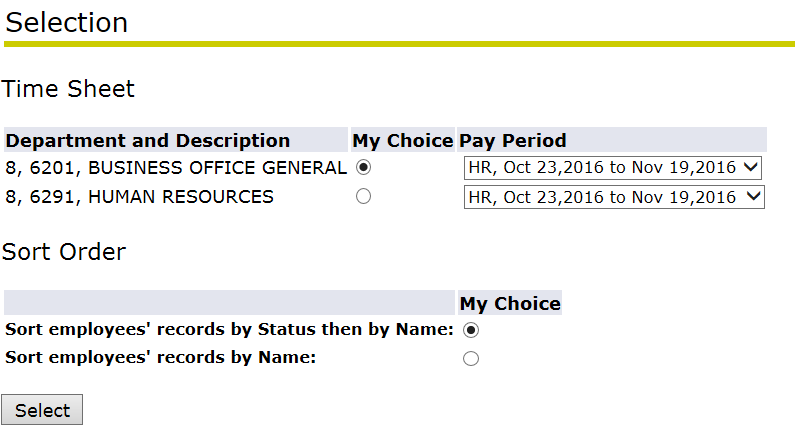 Selection
Time Sheet
Department and Description My Choice Pay Period
8, 6201, BUSINESS OFFICE GENERAL HR, Oct 23,2016 to Nov 19,2016
8, 6291, HUMAN RESOURCES HR, Oct 23,2016 to Nov 19,2016
Sort Order
My Choice
Sort employees' records by Status then by Name:
Sort employees' records by Name:
Select